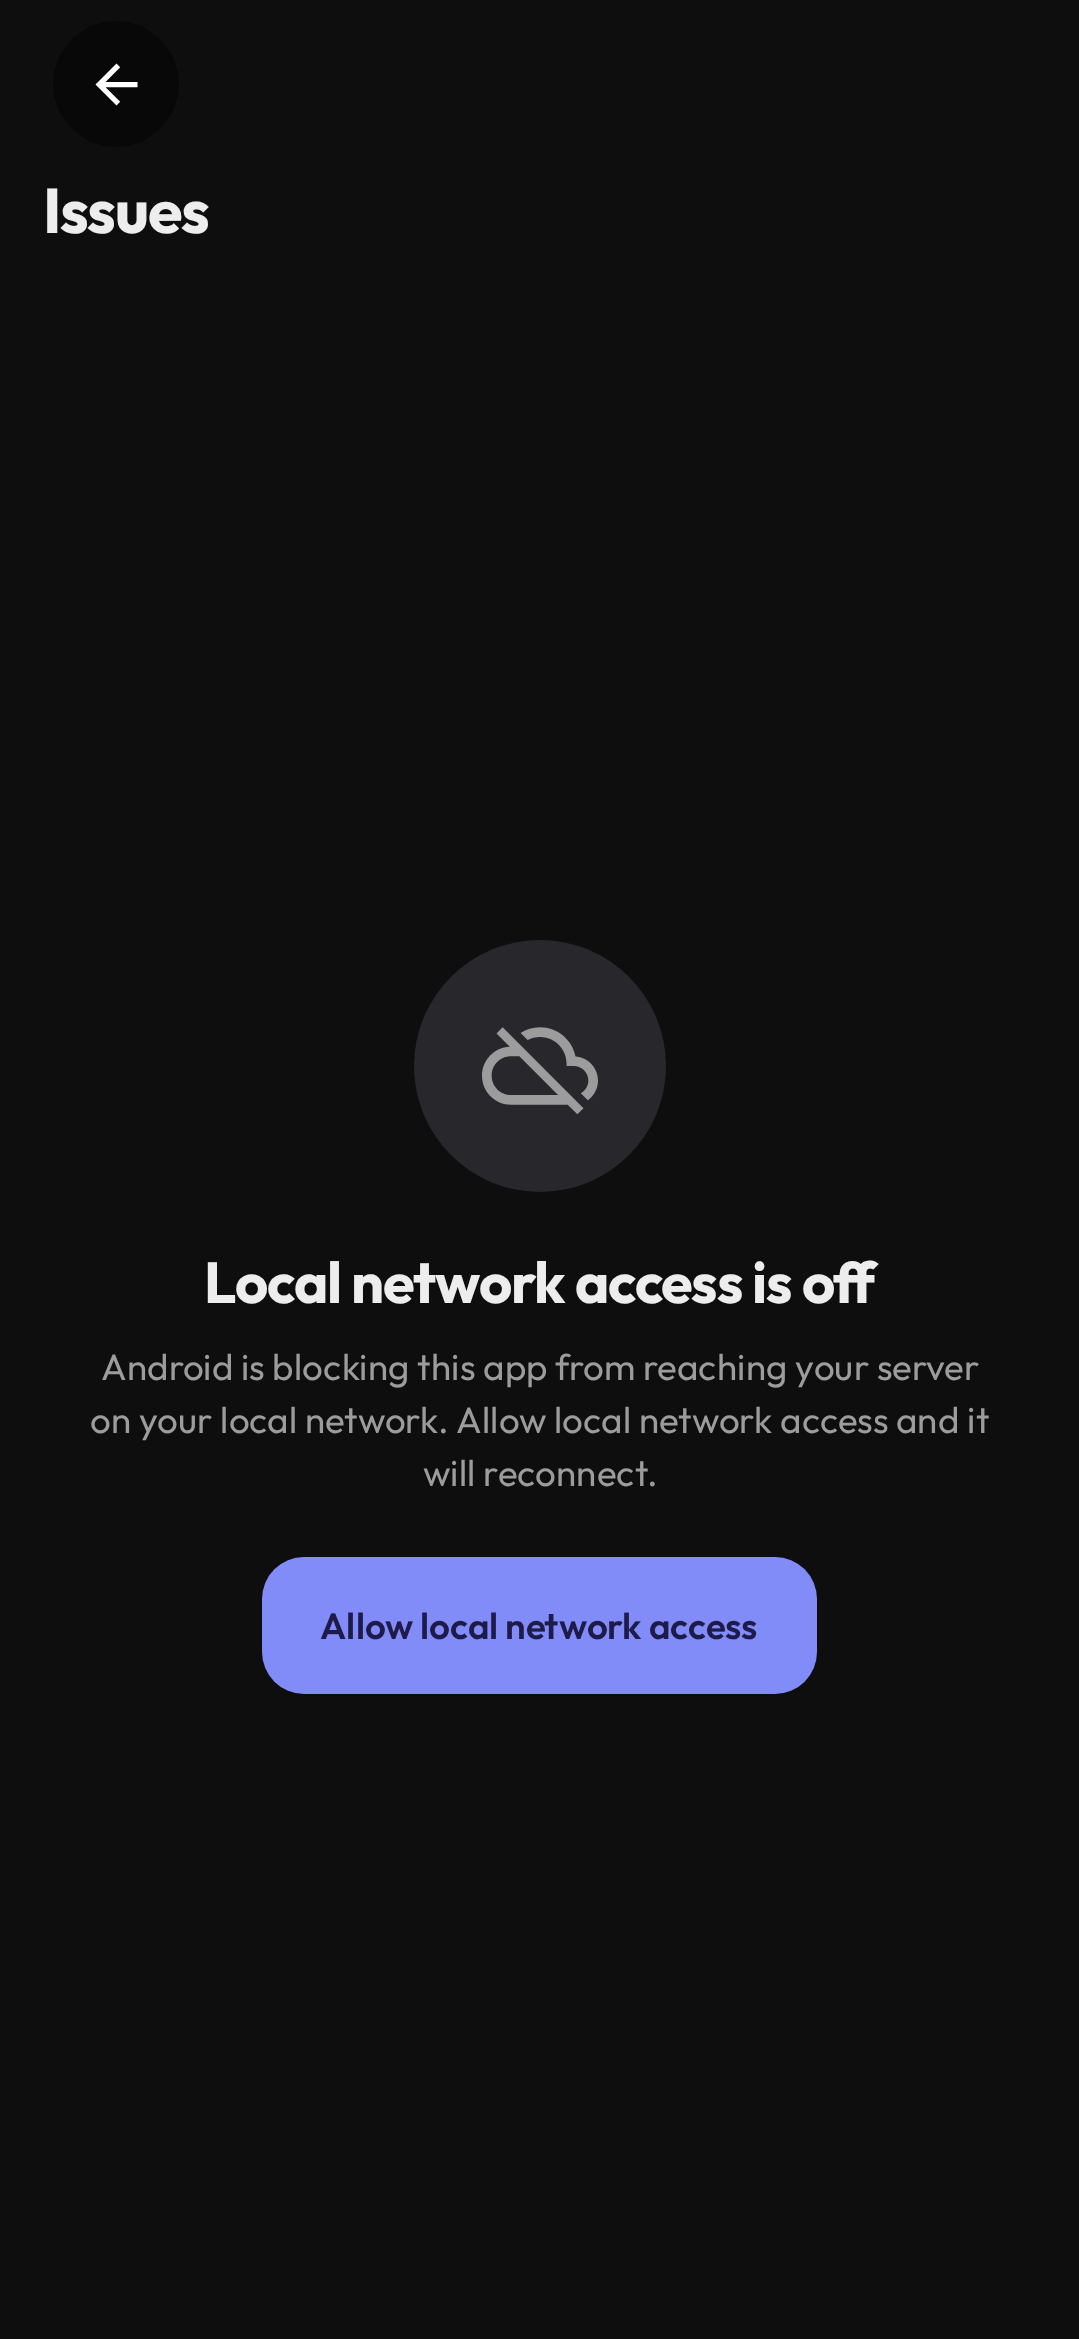 Issues
Local network access is off
Android is blocking this app from reaching your server
on your local network. Allow local network access and it
will reconnect.
Allow local network access